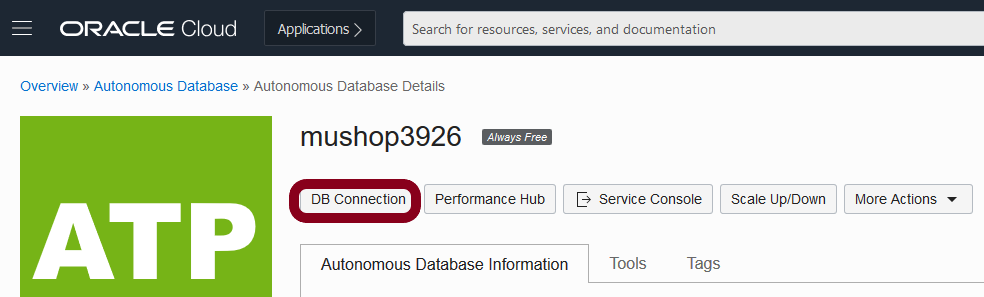 ORACLE Cloud
Applications
Search for resources, services, and documentation
Overview » Autonomous Database » Autonomous Database Details
ATP
mushop3926 Always Free
DB Connection Performance Hub Service Console Scale Up/Down More Actions
Autonomous Database Information Tools Tags